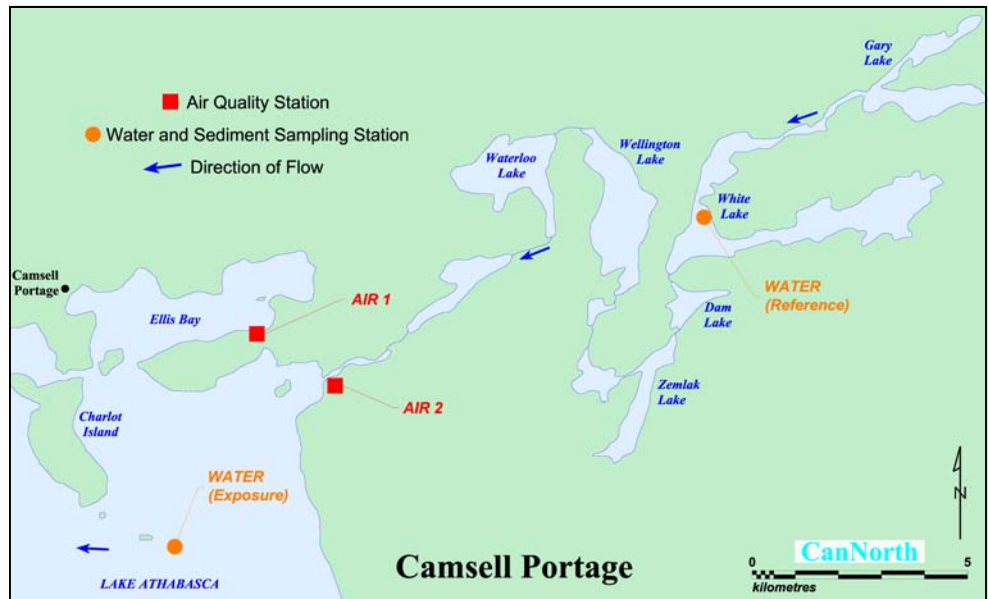 Gary
Lake
Air Quality Station
Water and Sediment Sampling Station
Direction of Flow
Waterloo
Lake
Wellington
Lake
White
Lake
Camsell
Portage
WATER
(Reference)
AIR 1
Ellis Bay
Dam
Lake
AIR 2
Zemlak
Lake
Charlot
Island
WATER
(Exposure)
N
CanNorth
Camsell Portage
0 5
kilometres
LAKE ATHABASCA